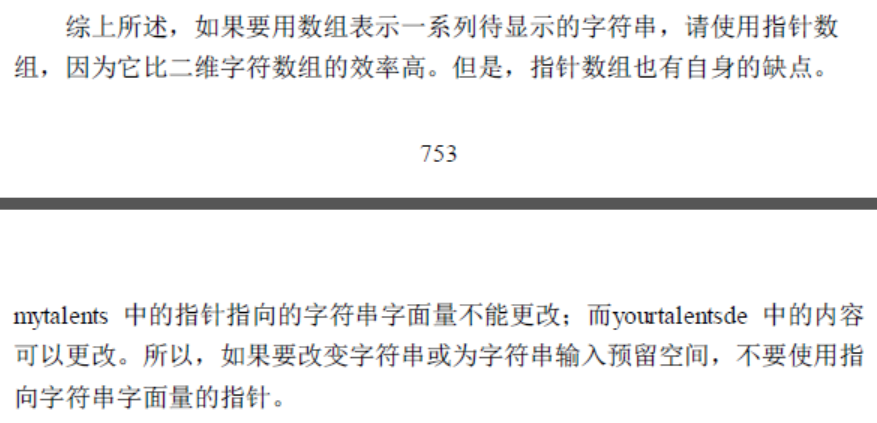 综上所述，如果要用数组表示一系列待显示的字符串，请使用指针数
组，因为它比二维字符数组的效率高。但是，指针数组也有自身的缺点。
753
mytalents 中的指针指向的字符串字面量不能更改；而yourtalentsde 中的内容
可以更改。所以，如果要改变字符串或为字符串输入预留空间，不要使用指
向字符串字面量的指针。